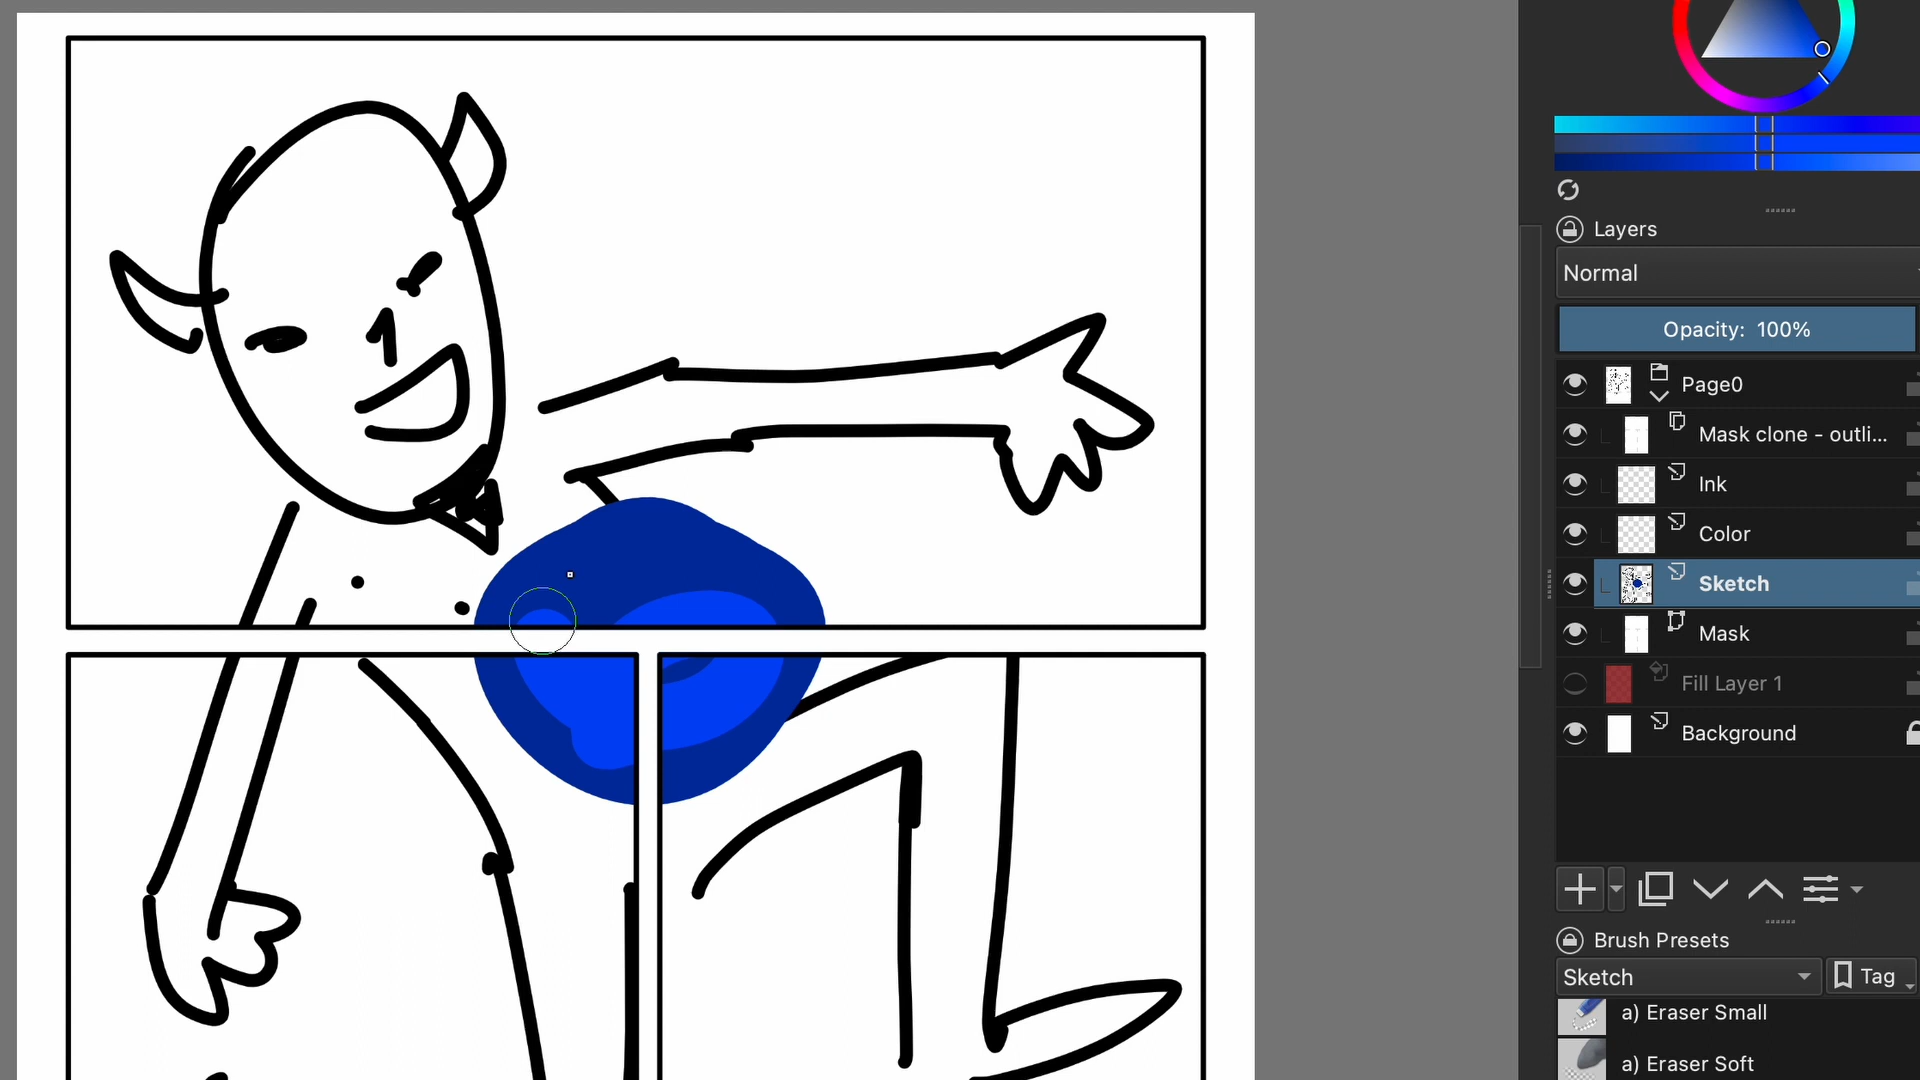 Layers
Normal
Opacity: 100%
Page0
Mask clone - outli...
Ink
Color
Sketch
Mask
Fill Layer 1
Background
Brush Presets
Sketch
Tag
a) Eraser Small
a) Eraser Soft